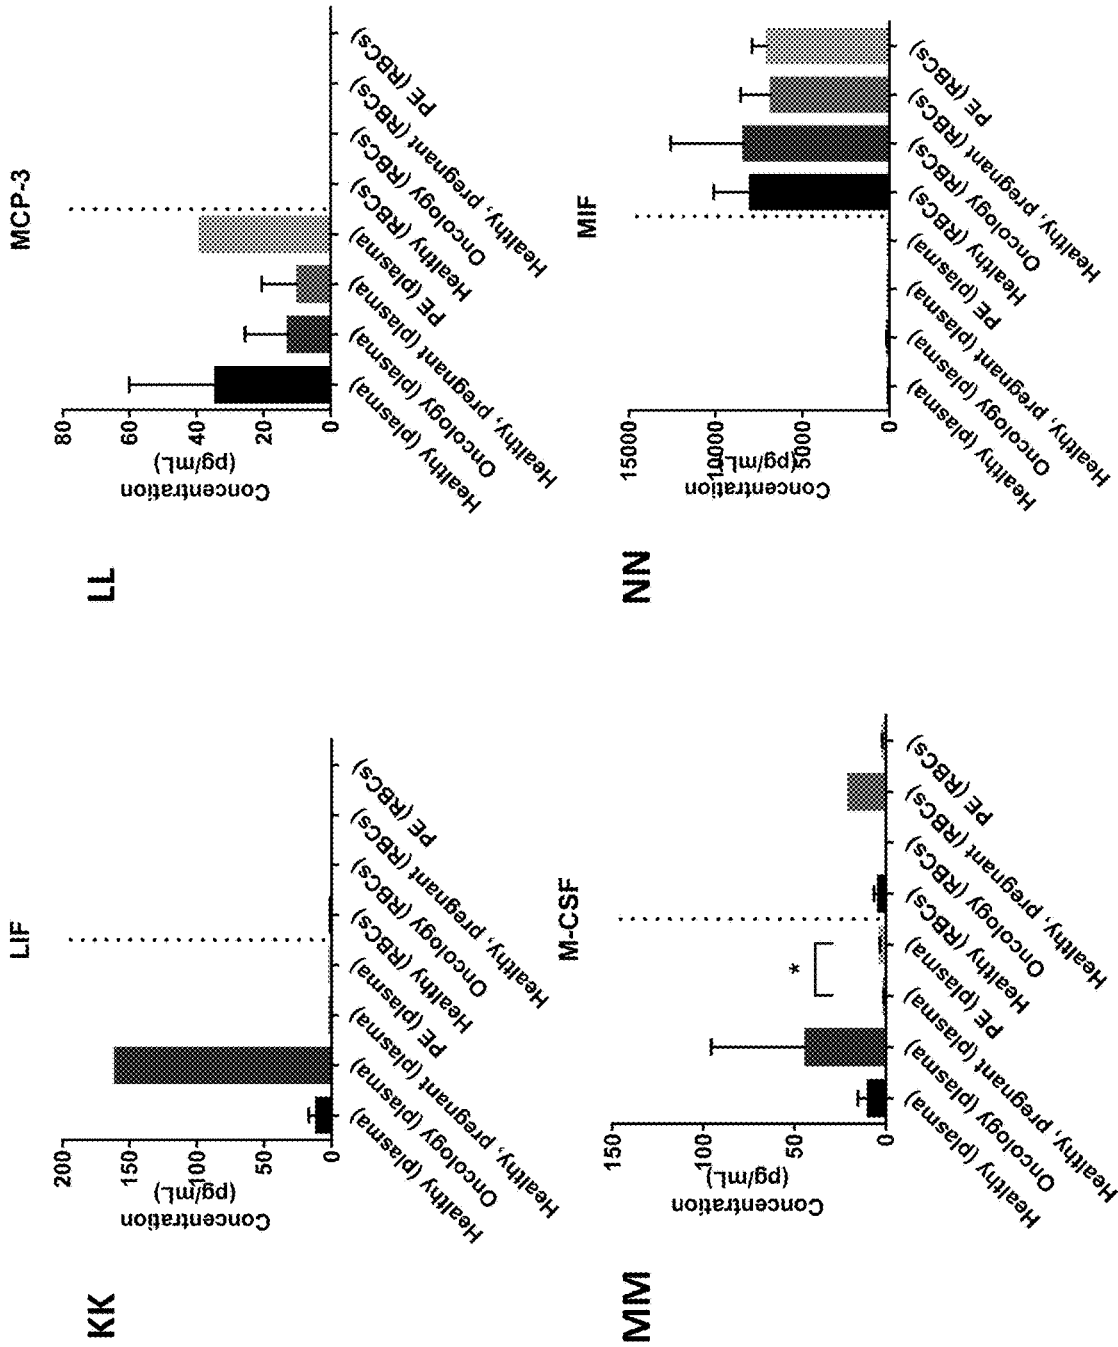 KK
LIF
Concentration
(pg/mL)
200
150
100
50
0
Healthy (plasma)
Oncology (plasma)
Healthy, pregnant (plasma)
PE (plasma)
Healthy (RBCs)
Oncology (RBCs)
Healthy, pregnant (RBCs)
PE (RBCs)
LL
MCP-3
Concentration
(pg/mL)
80
60
40
20
0
Healthy (plasma)
Oncology (plasma)
Healthy, pregnant (plasma)
PE (plasma)
Healthy (RBCs)
Oncology (RBCs)
Healthy, pregnant (RBCs)
PE (RBCs)
MM
M-CSF
Concentration
(pg/mL)
150
100
50
0
*
Healthy (plasma)
Oncology (plasma)
Healthy, pregnant (plasma)
PE (plasma)
Healthy (RBCs)
Oncology (RBCs)
Healthy, pregnant (RBCs)
PE (RBCs)
NN
MIF
Concentration
(pg/mL)
15000
10000
5000
0
Healthy (plasma)
Oncology (plasma)
Healthy, pregnant (plasma)
PE (plasma)
Healthy (RBCs)
Oncology (RBCs)
Healthy, pregnant (RBCs)
PE (RBCs)